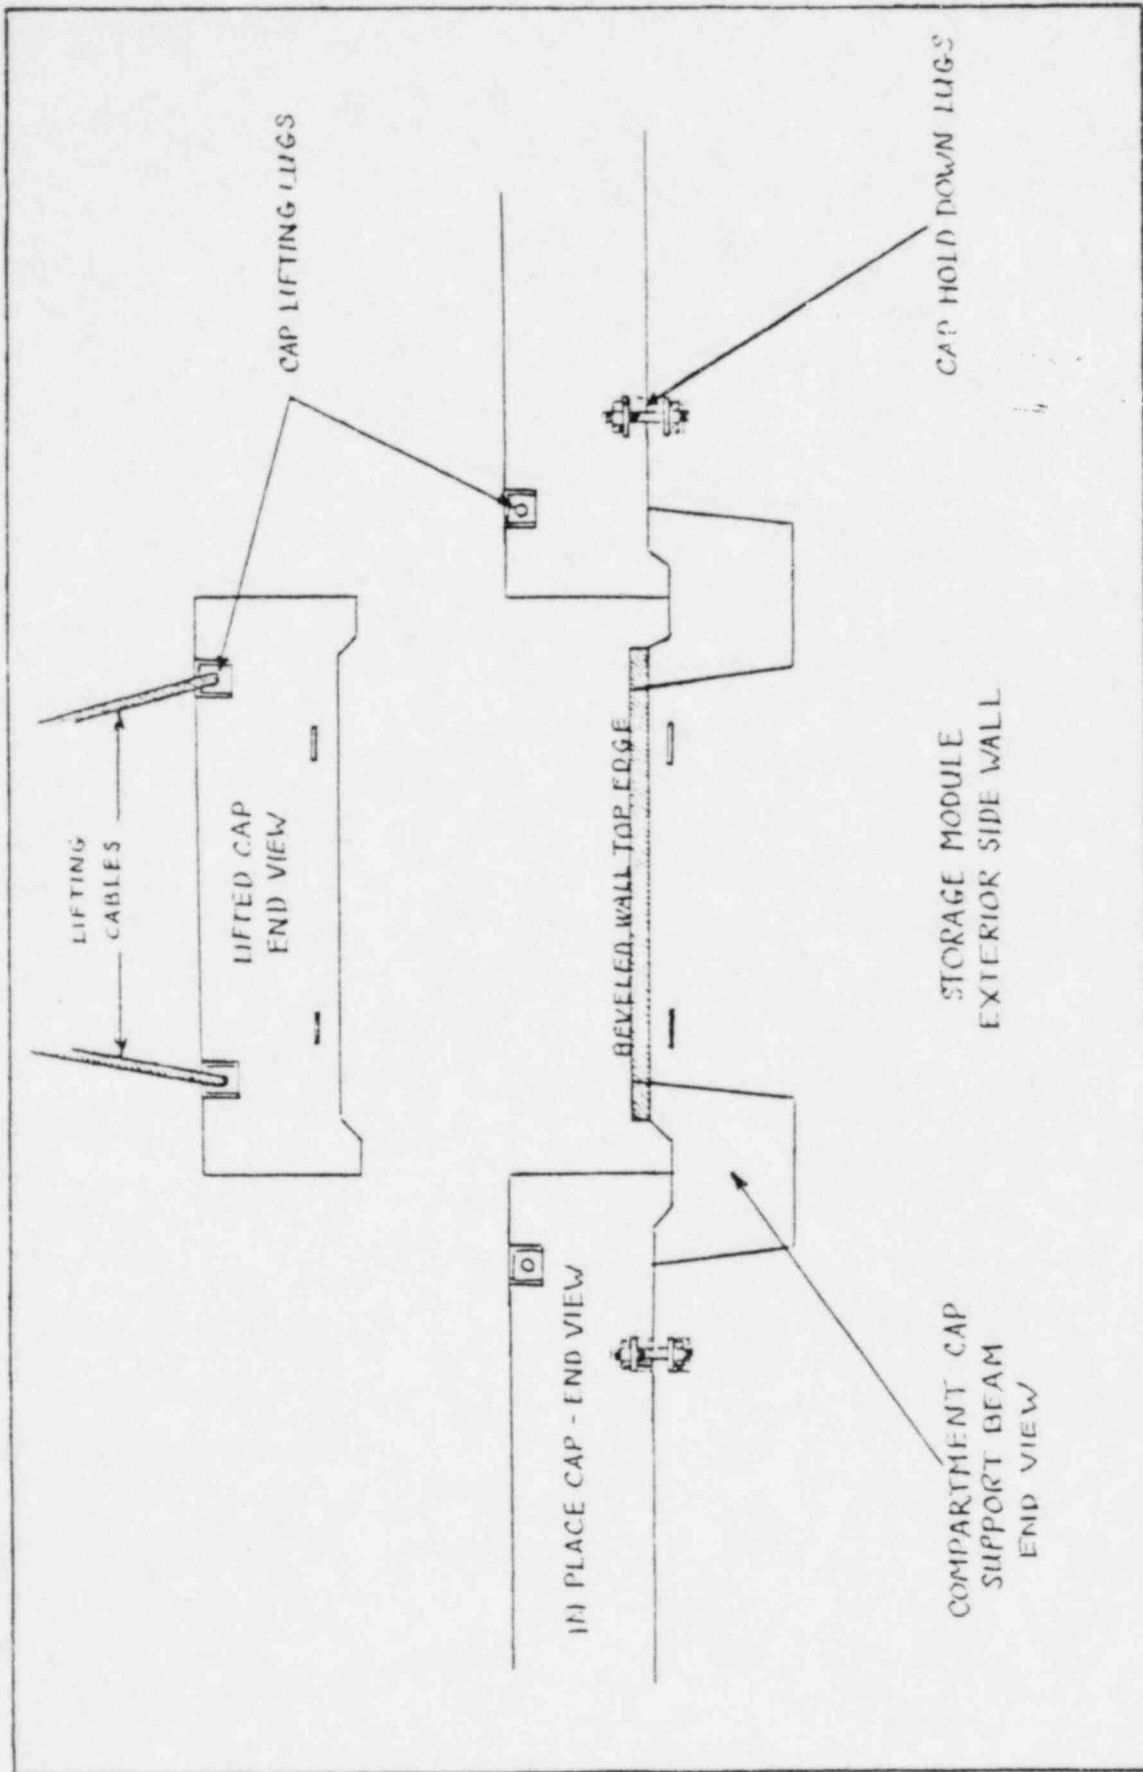 LIFTING
CABLES
CAP LIFTING LUGS
LIFTED CAP
END VIEW
IN PLACE CAP - END VIEW
BEVELED WALL TOP EDGE
COMPARTMENT CAP
SUPPORT BEAM
END VIEW
STORAGE MODULE
EXTERIOR SIDE WALL
CAP HOLD DOWN LUGS